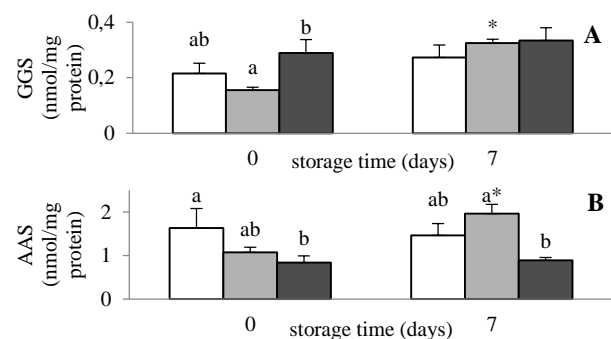 GGS
(nmol/mg
protein)
0,4
0,2
0
ab
a
b
*
A
0
storage time (days)
7
AAS
(nmol/mg
protein)
2
1
0
a
ab
b
ab
a*
b
B
0
storage time (days)
7